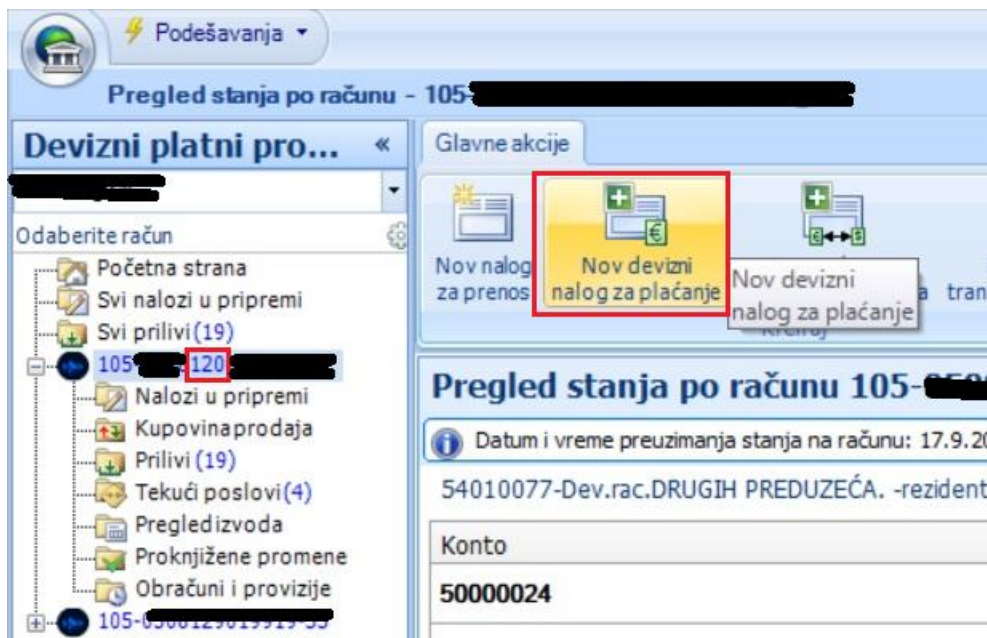 Podešavanja
Pregled stanja po računu - 105-
Devizni platni pro... «
Glavne akcije
Odaberite račun
Početna strana
Svi nalozi u pripremi
Svi prilivi (19)
105 120
Nalozi u pripremi
Kupovinaprodaja
Prilivi (19)
Tekući poslovi (4)
Pregled izvoda
Proknjižene promene
Obračuni i provizije
105-
Nov nalog
za prenos
Nov devizni
nalog za plaćanje
Nov devizni
nalog za plaćanje
a tran
Pregled stanja po računu 105-
Datum i vreme preuzimanja stanja na računu: 17.9.20
54010077-Dev.rac.DRUGIH PREDUZEĆA. -rezident
Konto
50000024